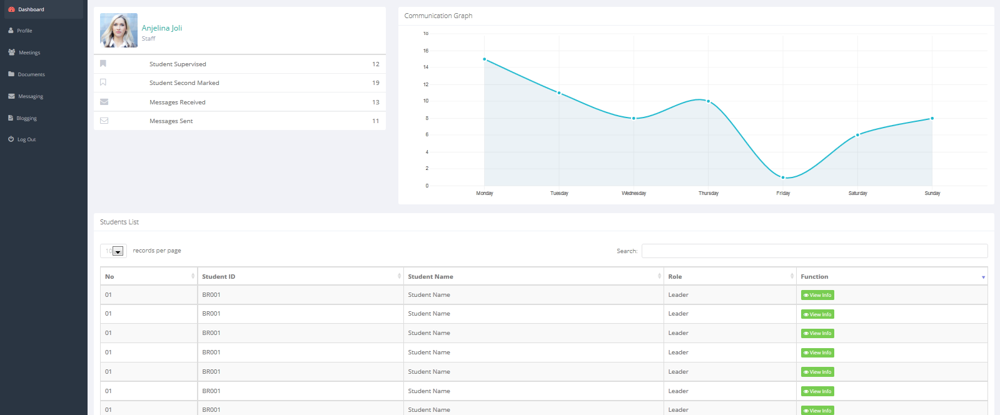 Dashboard
Profile
Meetings
Documents
Messaging
Blogging
Log Out
Anjelina Joli
Staff
Student Supervised 12
Student Second Marked 19
Messages Received 13
Messages Sent 11
Communication Graph
18
16
14
12
10
8
6
4
2
0
Monday Tuesday Wednesday Thursday Friday Saturday Sunday
Students List
10 records per page Search:
No Student ID Student Name Role Function
01 BR001 Student Name Leader View Info
01 BR001 Student Name Leader View Info
01 BR001 Student Name Leader View Info
01 BR001 Student Name Leader View Info
01 BR001 Student Name Leader View Info
01 BR001 Student Name Leader View Info
01 BR001 Student Name Leader View Info